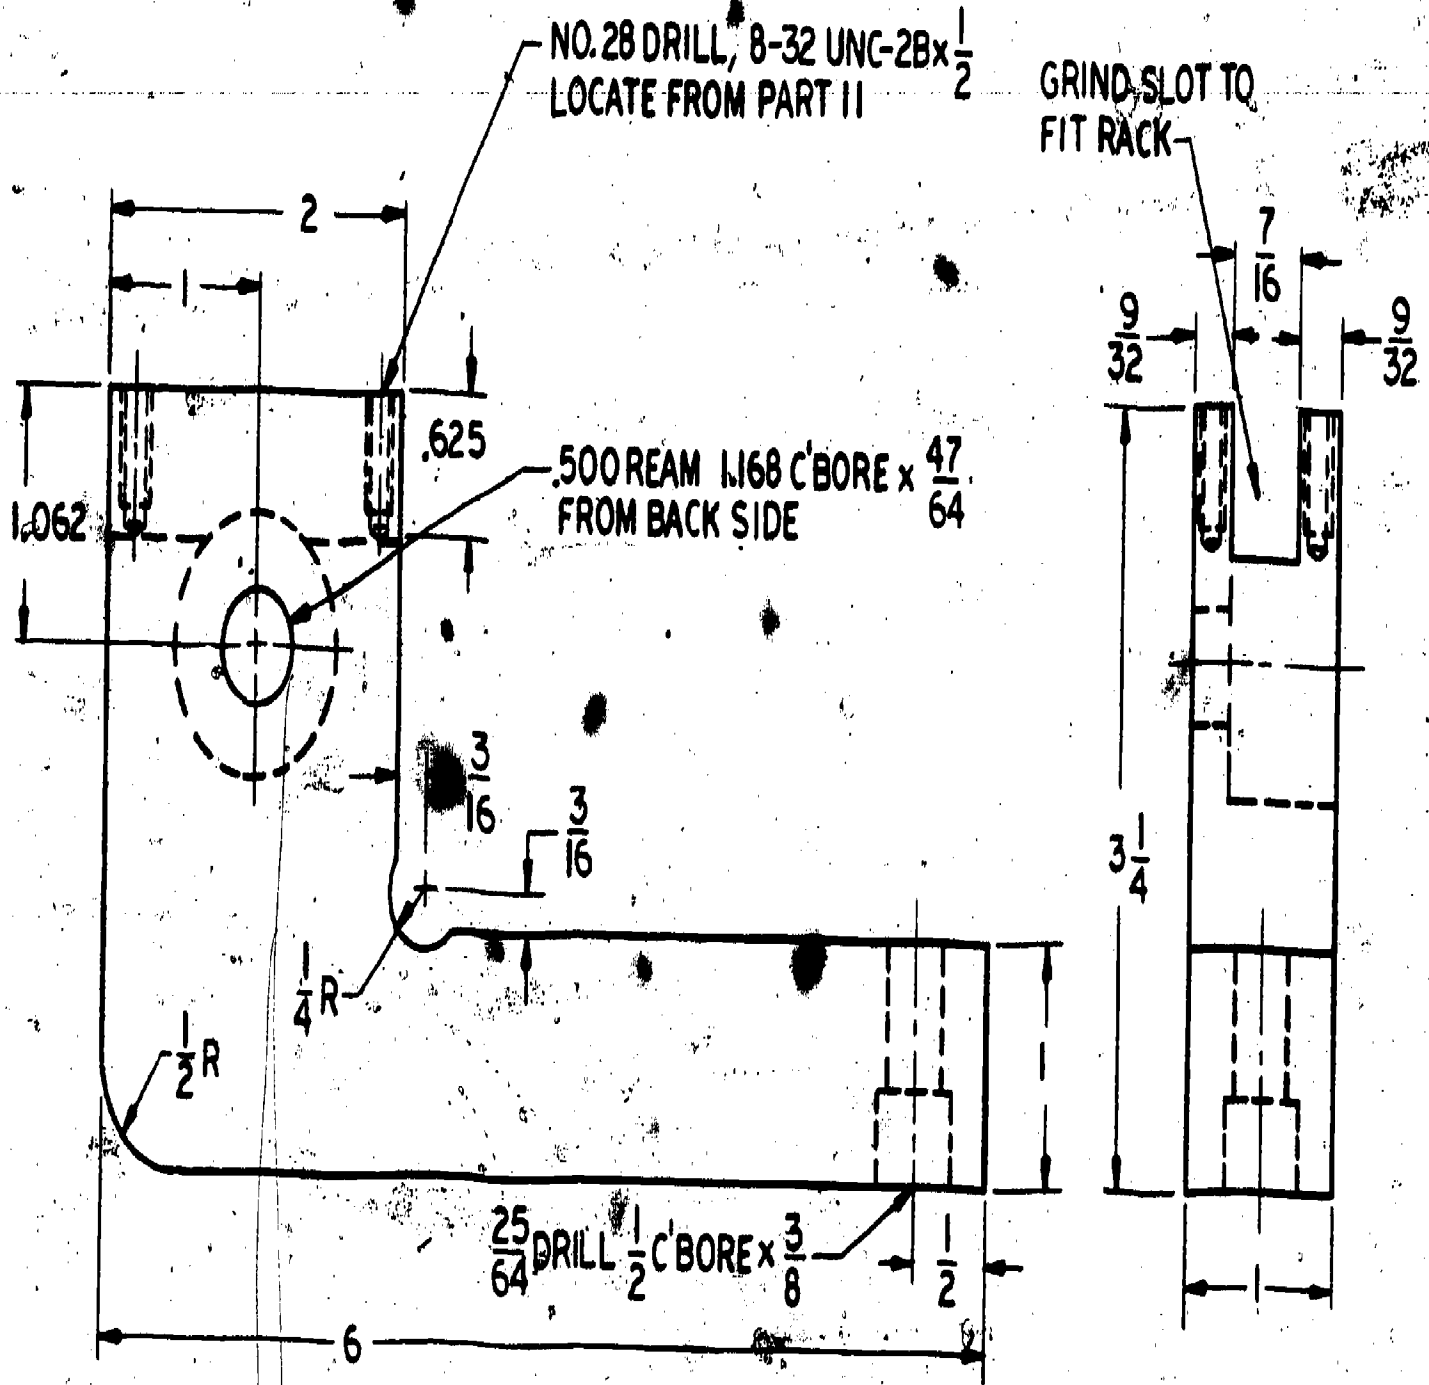 NO. 28 DRILL, 8-32 UNC-2B x 1/2
LOCATE FROM PART II
GRIND SLOT TO
FIT RACK
2
1
7/16
9/32
9/32
.625
1.062
.500 REAM 1.168 C'BORE x 47/64
FROM BACK SIDE
3/16
3/16
3 1/4
1/4 R
1/2 R
1
25/64 DRILL 1/2 C'BORE x 3/8
1/2
1
6